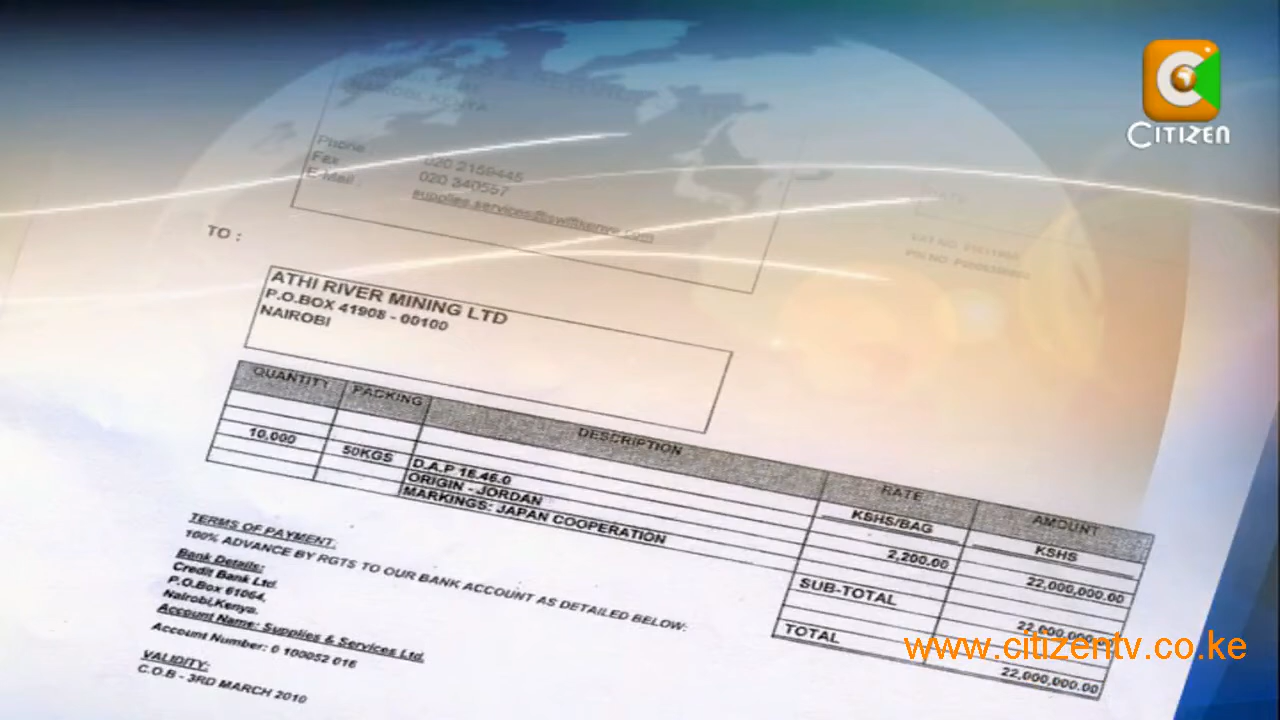 CITIZEN
Phone
Fax
E-Mail :
020 2159445
020 340557
TO :
ATHI RIVER MINING LTD
P.O.BOX 41908 - 00100
NAIROBI
QUANTITY PACKING DESCRIPTION RATE AMOUNT
KSHS/BAG KSHS
10,000 50KGS D.A.P 16.46.0 2,200.00 22,000,000.00
ORIGIN - JORDAN
MARKINGS: JAPAN COOPERATION
SUB-TOTAL 22,000,000.00
TOTAL 22,000,000.00
TERMS OF PAYMENT:
100% ADVANCE BY RGTS TO OUR BANK ACCOUNT AS DETAILED BELOW:
Bank Details:
Credit Bank Ltd.
P.O.Box 61064,
Nairobi,Kenya.
Account Name: Supplies & Services Ltd.
Account Number: 0 100052 016
VALIDITY:
C.O.B - 3RD MARCH 2010
www.citizentv.co.ke